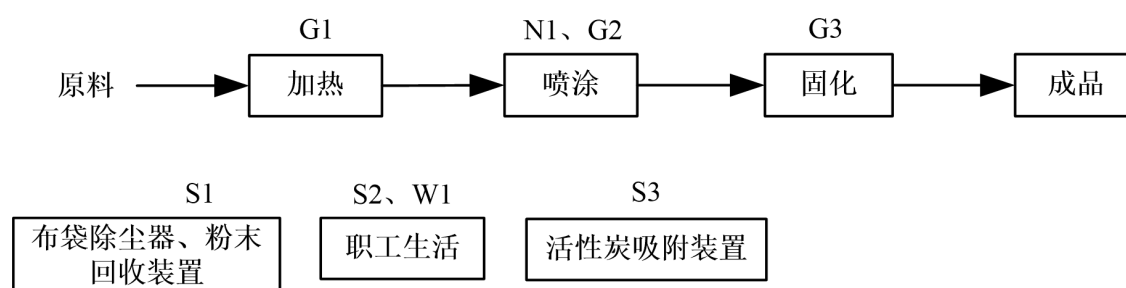 G1
N1、G2
G3
原料
加热
喷涂
固化
成品
S1
S2、W1
S3
布袋除尘器、粉末
回收装置
职工生活
活性炭吸附装置